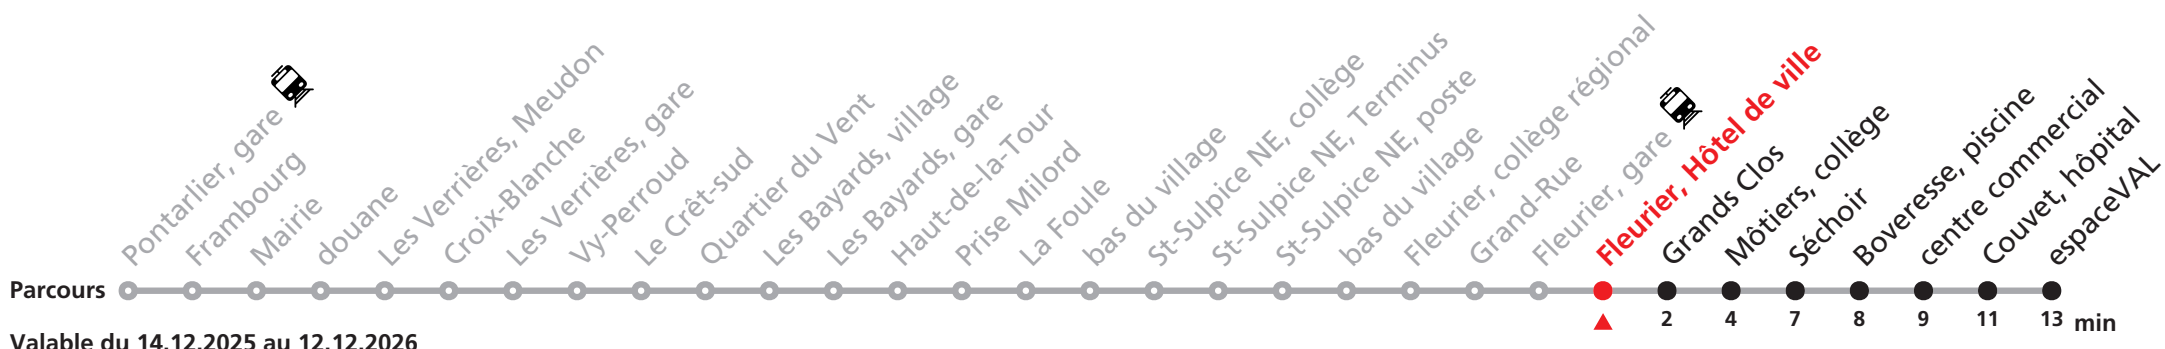 Pontarlier, gare
Frambourg
Mairie
douane
Les Verrières, Meudon
Croix-Blanche
Les Verrières, gare
Vy-Perroud
Le Crêt-sud
Quartier du Vent
Les Bayards, village
Les Bayards, gare
Haut-de-la-Tour
Prise Milord
La Foule
bas du village
St-Sulpice NE, collège
St-Sulpice NE, Terminus
St-Sulpice NE, poste
bas du village
Fleurier, collège régional
Grand-Rue
Fleurier, gare
Fleurier, Hôtel de ville
Grands Clos
Môtiers, collège
Séchoir
Boveresse, piscine
centre commercial
Couvet, hôpital
espaceVAL
Parcours
2 4 7 8 9 11 13 min
Valable du 14.12.2025 au 12.12.2026